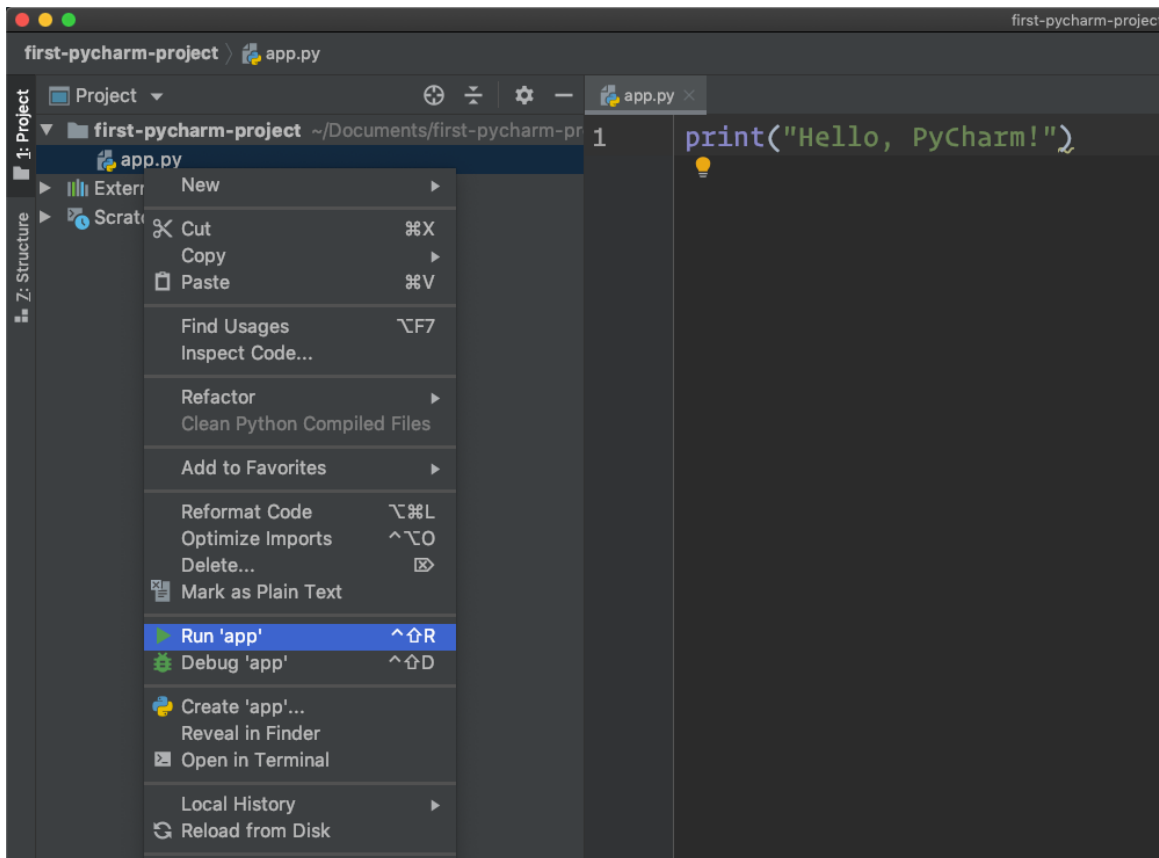 first-pycharm-projec
first-pycharm-project 〉 app.py
1: Project
Z: Structure
Project
app.py ×
first-pycharm-project ~/Documents/first-pycharm-pr
app.py
Extern
Scrat
1 print("Hello, PyCharm!")
New
Cut ⌘X
Copy
Paste ⌘V
Find Usages ⌥F7
Inspect Code...
Refactor
Clean Python Compiled Files
Add to Favorites
Reformat Code ⌥⌘L
Optimize Imports ^⌥O
Delete... ⌦
Mark as Plain Text
Run 'app' ^⇧R
Debug 'app' ^⇧D
Create 'app'...
Reveal in Finder
Open in Terminal
Local History
Reload from Disk